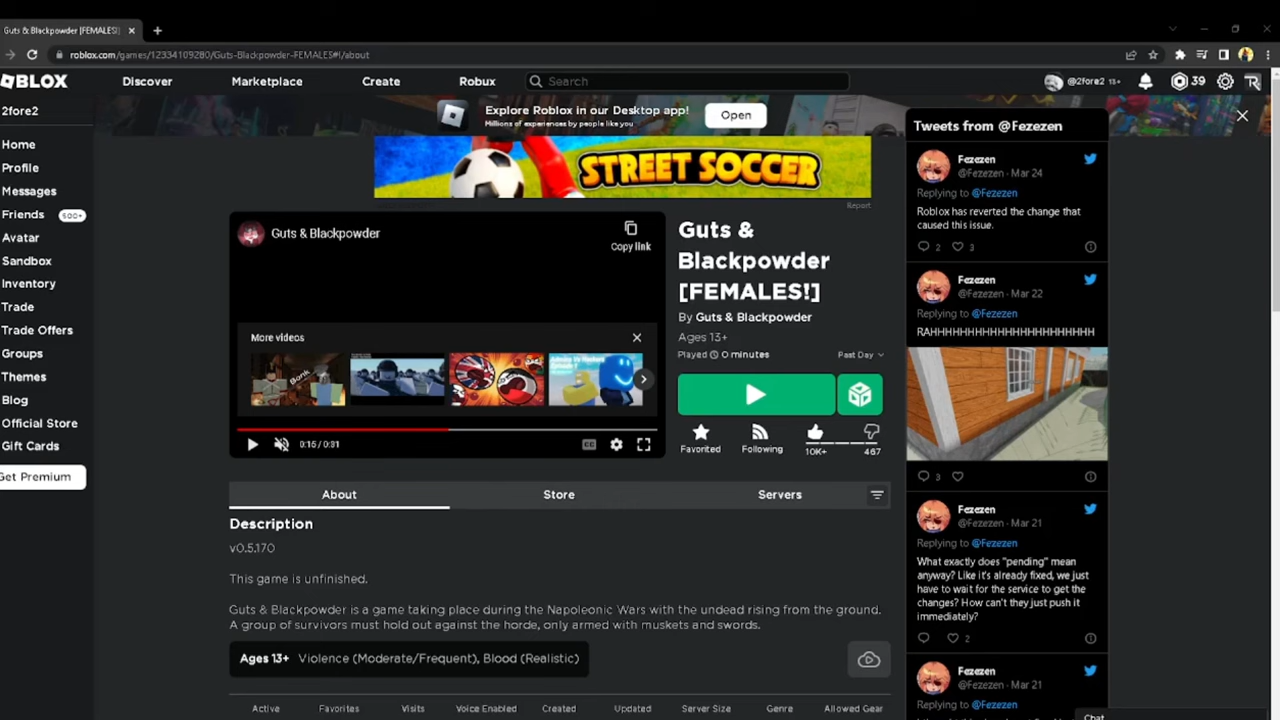 Guts & Blackpowder [FEMALES!]
roblox.com/games/12334109280/Guts-Blackpowder-FEMALES#!/about
BLOX
Discover
Marketplace
Create
Robux
Search
@2fore2 13+
39
2fore2
Home
Profile
Messages
Friends
500+
Avatar
Sandbox
Inventory
Trade
Trade Offers
Groups
Themes
Blog
Official Store
Gift Cards
Get Premium
Explore Roblox in our Desktop app!
Millions of experiences by people like you
Open
STREET SOCCER
Report
Guts & Blackpowder
Copy link
More videos
Bank
0:15 / 0:31
Guts &
Blackpowder
[FEMALES!]
By Guts & Blackpowder
Ages 13+
Played 0 minutes
Past Day
Favorited
Following
10K+
467
About
Store
Servers
Description
v0.5.170
This game is unfinished.
Guts & Blackpowder is a game taking place during the Napoleonic Wars with the undead rising from the ground.
A group of survivors must hold out against the horde, only armed with muskets and swords.
Ages 13+ Violence (Moderate/Frequent), Blood (Realistic)
Active
Favorites
Visits
Voice Enabled
Created
Updated
Server Size
Genre
Allowed Gear
Tweets from @Fezezen
Fezezen
@Fezezen · Mar 24
Replying to @Fezezen
Roblox has reverted the change that
caused this issue.
2
3
Fezezen
@Fezezen · Mar 22
Replying to @Fezezen
RAHHHHHHHHHHHHHHHHHHHHHH
3
Fezezen
@Fezezen · Mar 21
Replying to @Fezezen
What exactly does "pending" mean
anyway? Like it's already fixed, we just
have to wait for the service to get the
changes? How can't they just push it
immediately?
2
Fezezen
@Fezezen · Mar 21
Replying to @Fezezen
Chat